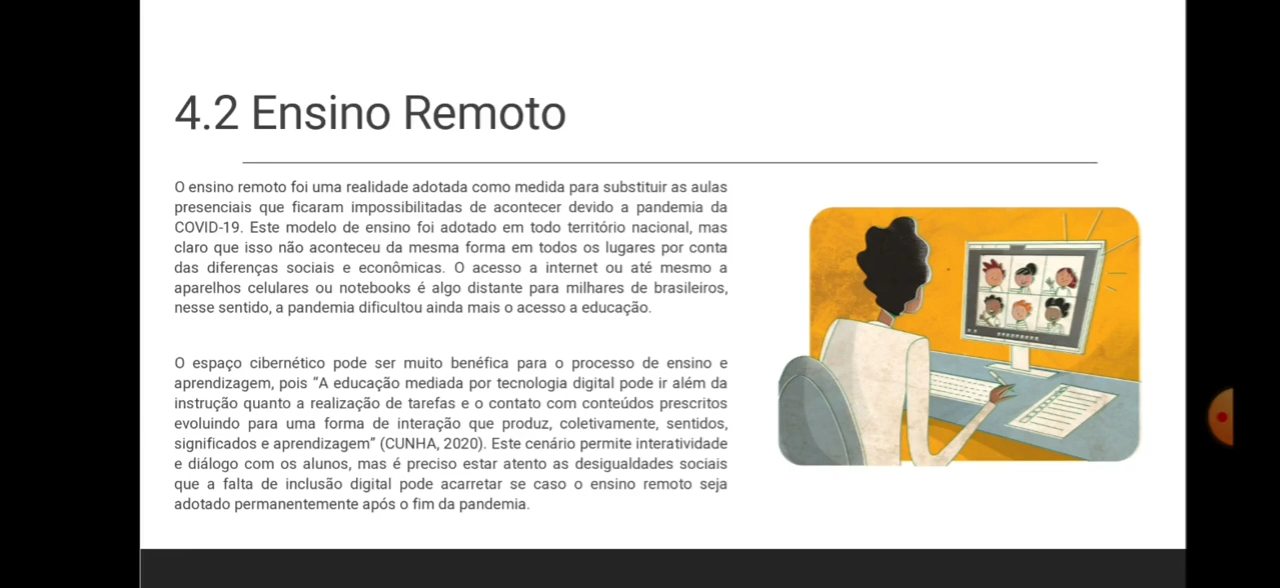 4.2 Ensino Remoto
O ensino remoto foi uma realidade adotada como medida para substituir as aulas
presenciais que ficaram impossibilitadas de acontecer devido a pandemia da
COVID-19. Este modelo de ensino foi adotado em todo território nacional, mas
claro que isso não aconteceu da mesma forma em todos os lugares por conta
das diferenças sociais e econômicas. O acesso a internet ou até mesmo a
aparelhos celulares ou notebooks é algo distante para milhares de brasileiros,
nesse sentido, a pandemia dificultou ainda mais o acesso a educação.
O espaço cibernético pode ser muito benéfica para o processo de ensino e
aprendizagem, pois “A educação mediada por tecnologia digital pode ir além da
instrução quanto a realização de tarefas e o contato com conteúdos prescritos
evoluindo para uma forma de interação que produz, coletivamente, sentidos,
significados e aprendizagem” (CUNHA, 2020). Este cenário permite interatividade
e diálogo com os alunos, mas é preciso estar atento as desigualdades sociais
que a falta de inclusão digital pode acarretar se caso o ensino remoto seja
adotado permanentemente após o fim da pandemia.